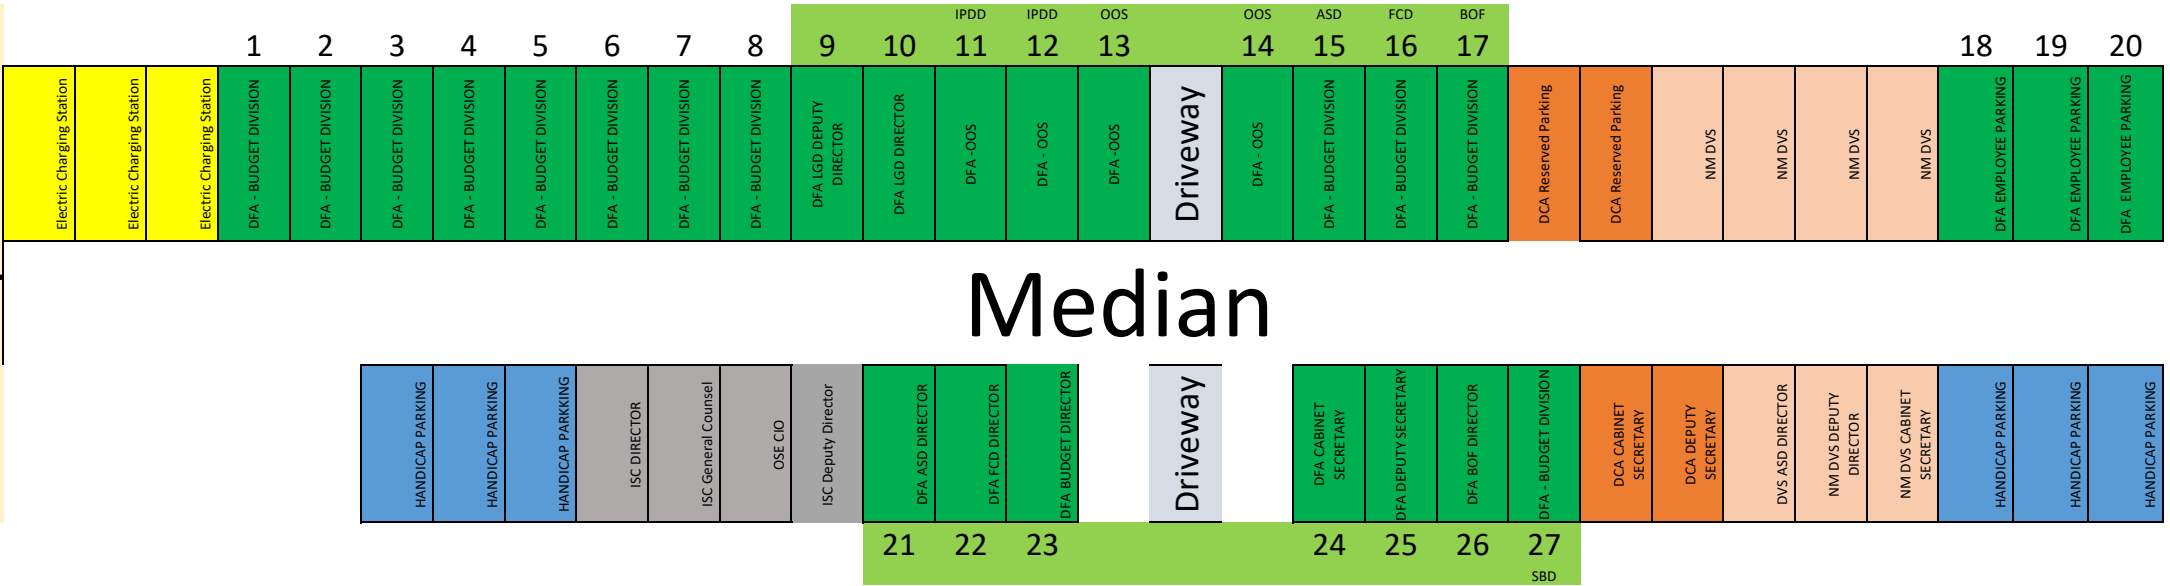 IPDD IPDD OOS OOS ASD FCD BOF
1 2 3 4 5 6 7 8 9 10 11 12 13 14 15 16 17 18 19 20
Electric Charging Station
Electric Charging Station
Electric Charging Station
DFA - BUDGET DIVISION
DFA - BUDGET DIVISION
DFA - BUDGET DIVISION
DFA - BUDGET DIVISION
DFA - BUDGET DIVISION
DFA - BUDGET DIVISION
DFA - BUDGET DIVISION
DFA - BUDGET DIVISION
DFA LGD DEPUTY
DIRECTOR
DFA LGD DIRECTOR
DFA -OOS
DFA - OOS
DFA -OOS
Driveway
DFA - OOS
DFA - BUDGET DIVISION
DFA - BUDGET DIVISION
DFA - BUDGET DIVISION
DCA Reserved Parking
DCA Reserved Parking
NM DVS
NM DVS
NM DVS
NM DVS
DFA EMPLOYEE PARKING
DFA EMPLOYEE PARKING
DFA  EMPLOYEE PARKING
Median
HANDICAP PARKING
HANDICAP PARKING
HANDICAP PARKKING
ISC DIRECTOR
ISC General Counsel
OSE CIO
ISC Deputy Director
DFA ASD DIRECTOR
DFA FCD DIRECTOR
DFA BUDGET DIRECTOR
Driveway
DFA CABINET
SECRETARY
DFA DEPUTY SECRETARY
DFA BOF DIRECTOR
DFA - BUDGET DIVISION
DCA CABINET
SECRETARY
DCA DEPUTY
SECRETARY
DVS ASD DIRECTOR
NM DVS DEPUTY
DIRECTOR
NM DVS CABINET
SECRETARY
HANDICAP PARKING
HANDICAP PARKING
HANDICAP PARKING
21 22 23 24 25 26 27
SBD